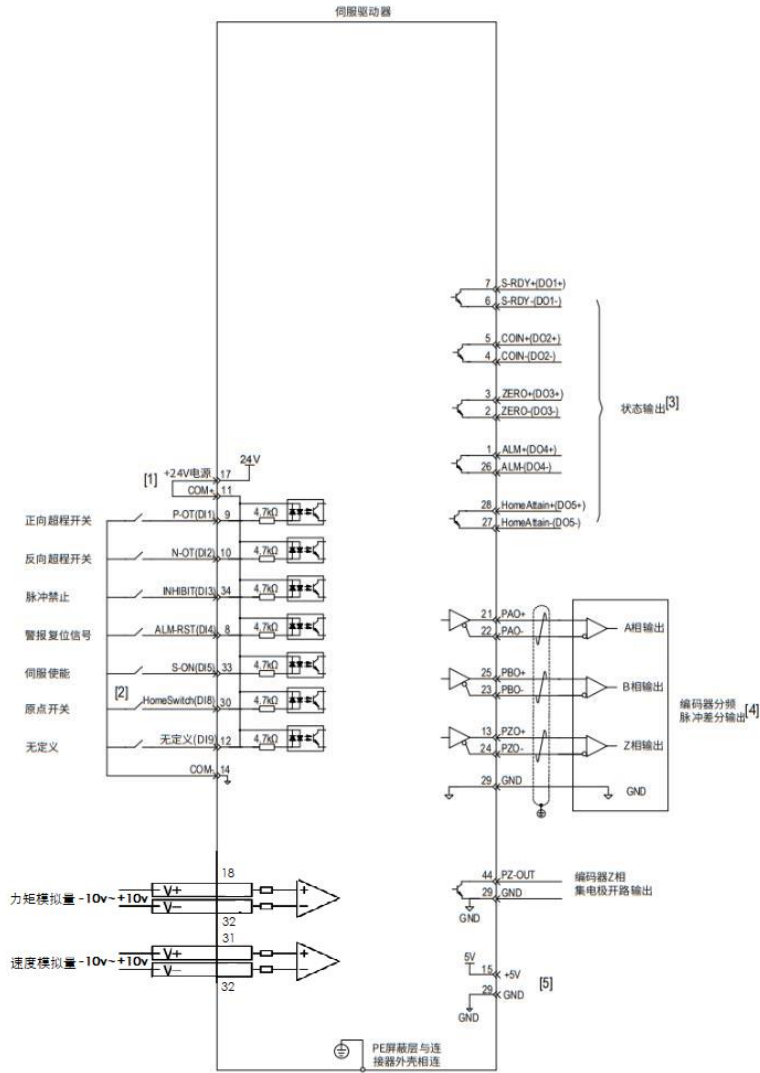 伺服驱动器
7 S-RDY+(DO1+)
6 S-RDY-(DO1-)
5 COIN+(DO2+)
4 COIN-(DO2-)
3 ZERO+(DO3+)
2 ZERO-(DO3-)
状态输出[3]
1 ALM+(DO4+)
26 ALM-(DO4-)
28 HomeAttain+(DO5+)
27 HomeAttain-(DO5-)
24V
[1] +24V电源 17
COM+ 11
正向超程开关 P-OT(DI1) 9 4.7kΩ
反向超程开关 N-OT(DI2) 10 4.7kΩ
脉冲禁止 INHIBIT(DI3) 34 4.7kΩ
警报复位信号 ALM-RST(DI4) 8 4.7kΩ
伺服使能 S-ON(DI5) 33 4.7kΩ
[2]
原点开关 HomeSwitch(DI8) 30 4.7kΩ
无定义 无定义(DI9) 12 4.7kΩ
COM- 14
21 PAO+
22 PAO-
A相输出
25 PBO+
23 PBO-
B相输出
13 PZO+
24 PZO-
Z相输出
编码器分频
脉冲差分输出[4]
29 GND GND
44 PZ-OUT 编码器Z相
29 GND 集电极开路输出
GND
18
力矩模拟量 -10v~+10v V+ +
V- -
32
31
速度模拟量 -10v~+10v V+ +
V- -
32
5V
15 +5V [5]
29 GND
GND
PE屏蔽层与连
接器外壳相连